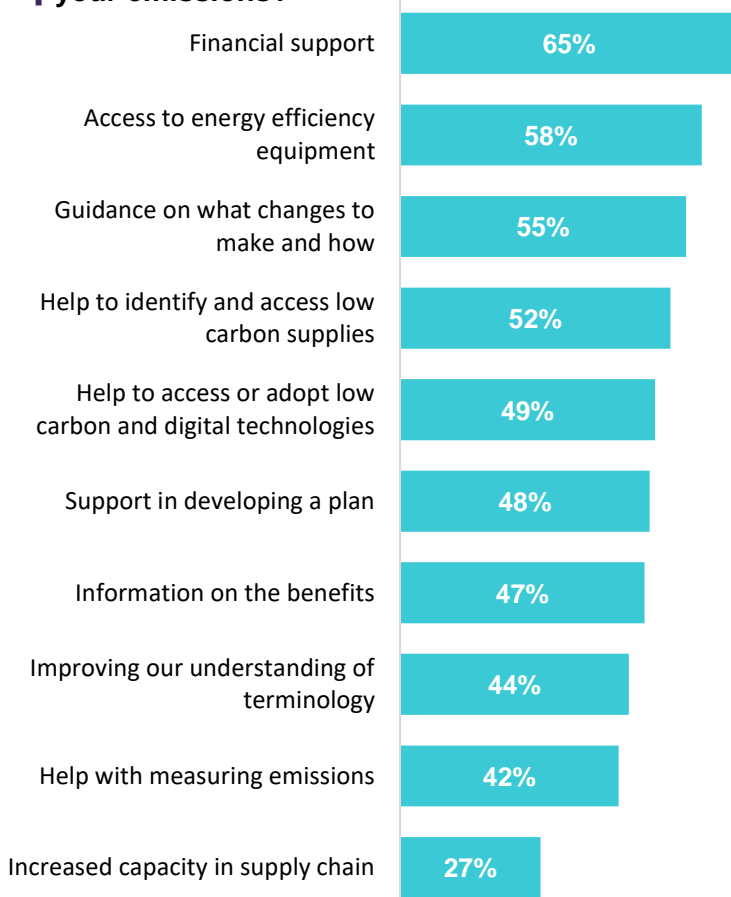 your emissions?
Financial support
65%
Access to energy efficiency
equipment
58%
Guidance on what changes to
make and how
55%
Help to identify and access low
carbon supplies
52%
Help to access or adopt low
carbon and digital technologies
49%
Support in developing a plan
48%
Information on the benefits
47%
Improving our understanding of
terminology
44%
Help with measuring emissions
42%
Increased capacity in supply chain
27%